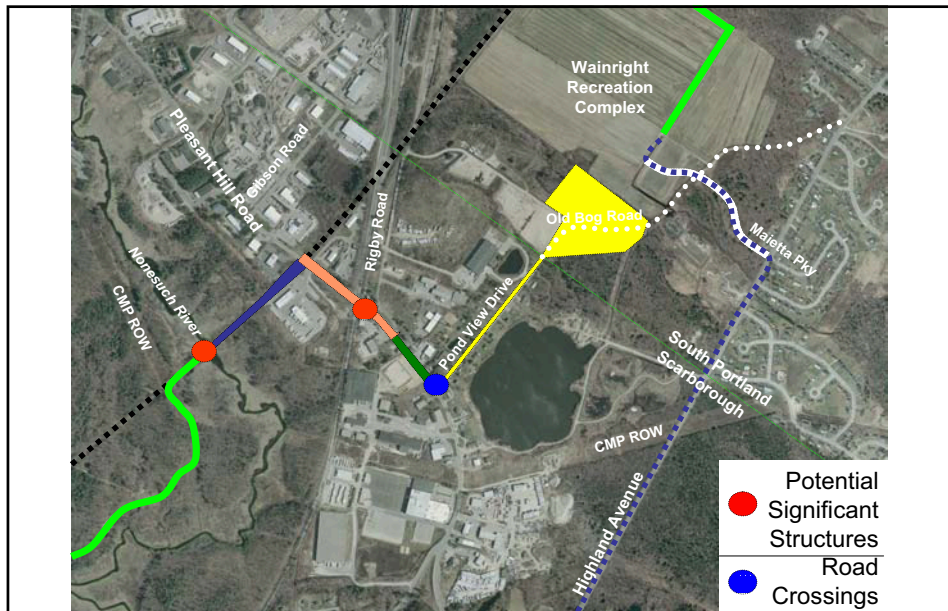 Wainright
Recreation
Complex
Pleasant Hill Road
Gibson Road
Rigby Road
Old Bog Road
Maietta Pky
Nonesuch River
CMP ROW
Pond View Drive
South Portland
Scarborough
CMP ROW
Highland Avenue
Potential
Significant
Structures
Road
Crossings